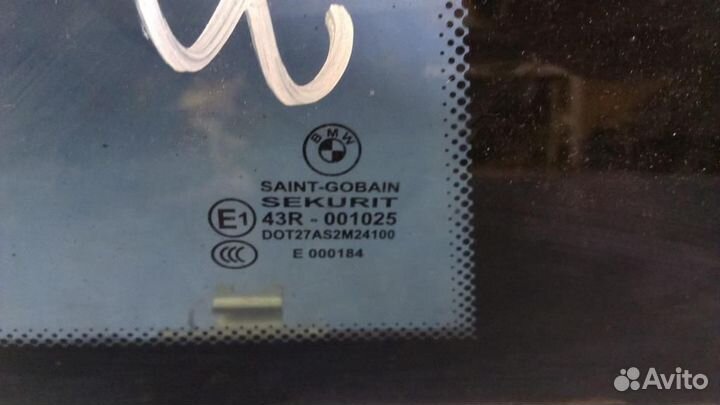 BMW
SAINT-GOBAIN
SEKURIT
E1 43R - 001025
DOT27AS2M24100
CCC E 000184
Avito